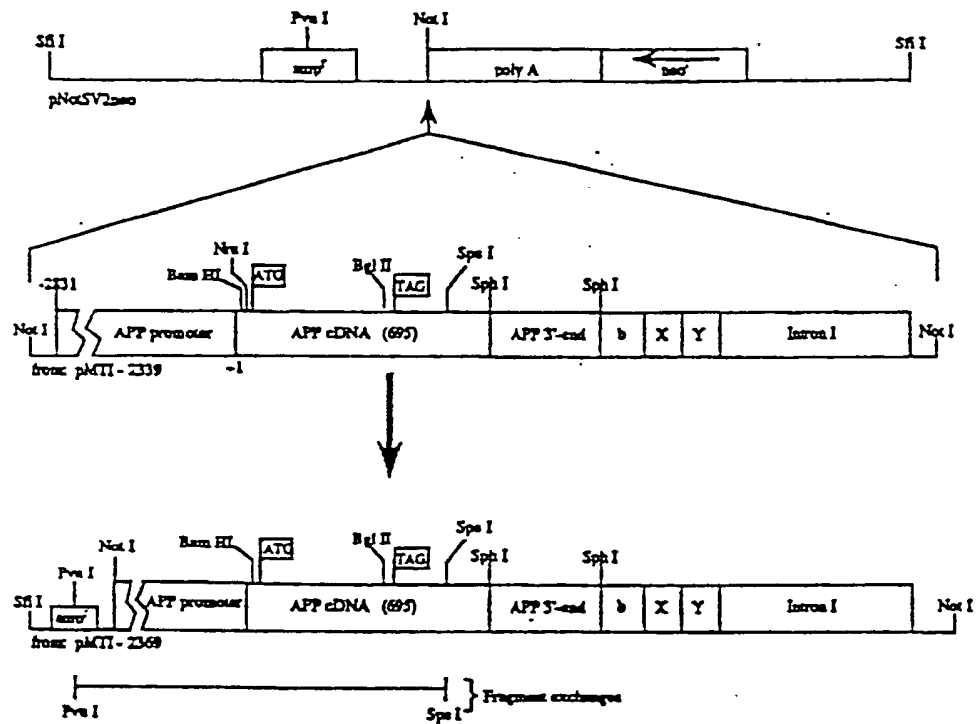 Pvu I
Not I
Sfi I
Sfi I
amp^r
poly A
neo^r
pNotSV2neo
Nru I
Spe I
Bam HI
ATG
Bgl II
TAG
Sph I
Sph I
-2831
Not I
APP promoter
APP cDNA (695)
APP 3'-end
b
X
Y
Intron I
Not I
from: pMTI - 2339
+1
Spe I
Not I
Bam HI
ATG
Bgl II
TAG
Sph I
Sph I
Pvu I
Sfi I
amp^r
APP promoter
APP cDNA (695)
APP 3'-end
b
X
Y
Intron I
Not I
from: pMTI - 2369
Fragment exchanges
Pvu I
Spe I